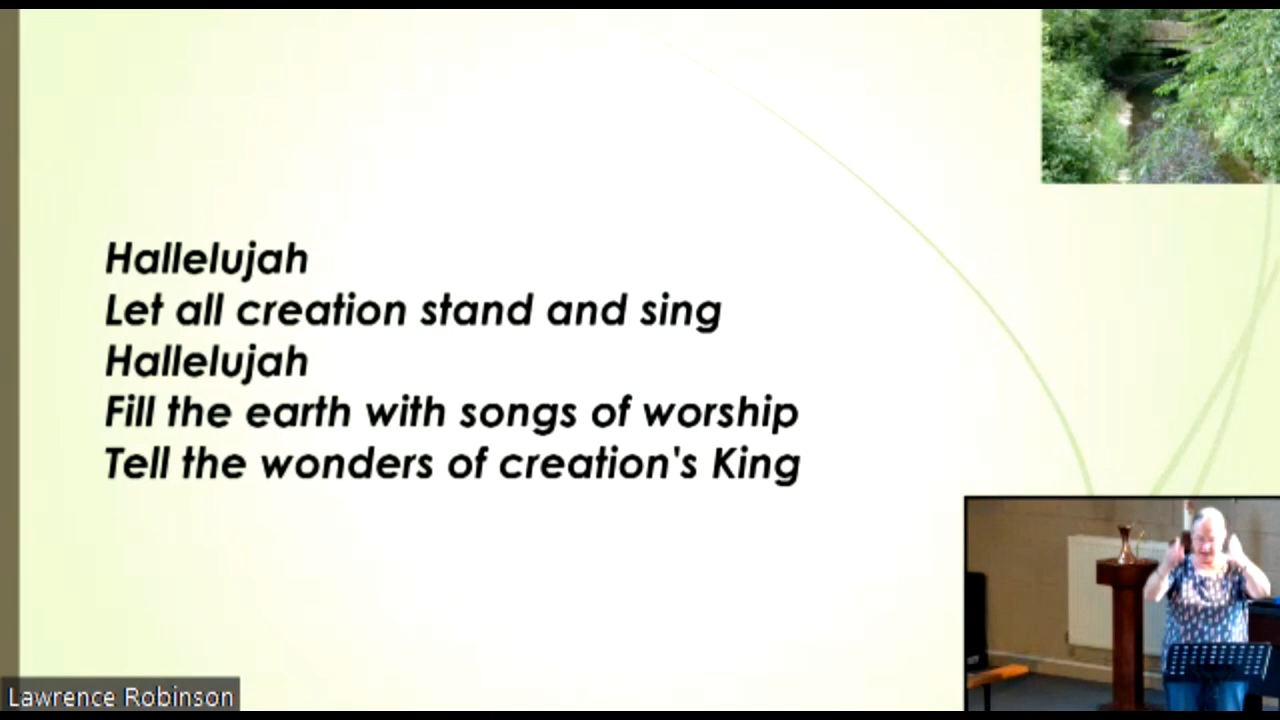 Hallelujah
Let all creation stand and sing
Hallelujah
Fill the earth with songs of worship
Tell the wonders of creation's King
Lawrence Robinson